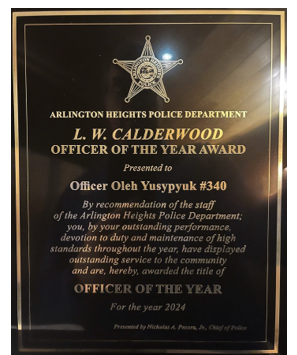 ARLINGTON HEIGHTS POLICE DEPARTMENT
L. W. CALDERWOOD
OFFICER OF THE YEAR AWARD
Presented to
Officer Oleh Yusypyuk #340
By recommendation of the staff
of the Arlington Heights Police Department;
you, by your outstanding performance,
devotion to duty and maintenance of high
standards throughout the year, have displayed
outstanding service to the community
and are, hereby, awarded the title of
OFFICER OF THE YEAR
For the year 2024
Presented by Nicholas A. Pecora, Jr., Chief of Police